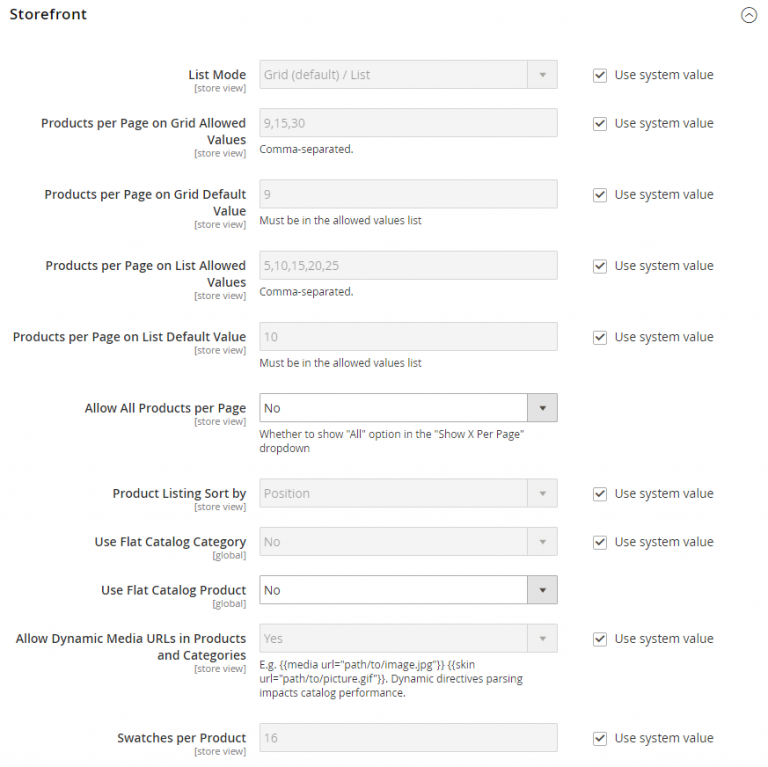 Storefront
List Mode
[store view]
Grid (default) / List
Use system value
Products per Page on Grid Allowed
Values
[store view]
9,15,30
Comma-separated.
Use system value
Products per Page on Grid Default
Value
[store view]
9
Must be in the allowed values list
Use system value
Products per Page on List Allowed
Values
[store view]
5,10,15,20,25
Comma-separated.
Use system value
Products per Page on List Default Value
[store view]
10
Must be in the allowed values list
Use system value
Allow All Products per Page
[store view]
No
Whether to show "All" option in the "Show X Per Page"
dropdown
Product Listing Sort by
[store view]
Position
Use system value
Use Flat Catalog Category
[global]
No
Use system value
Use Flat Catalog Product
[global]
No
Allow Dynamic Media URLs in Products
and Categories
[store view]
Yes
E.g. {{media url="path/to/image.jpg"}} {{skin
url="path/to/picture.gif"}}. Dynamic directives parsing
impacts catalog performance.
Use system value
Swatches per Product
[store view]
16
Use system value